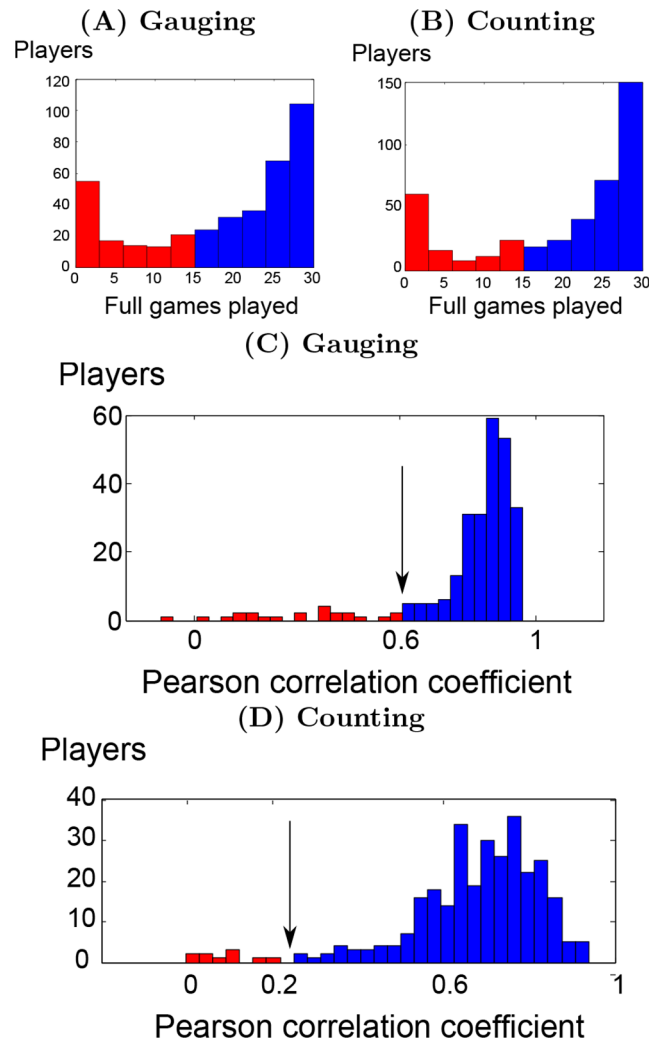 (A) Gauging
Players
120
100
80
60
40
20
0
0 5 10 15 20 25 30
Full games played
(B) Counting
Players
150
100
50
0
0 5 10 15 20 25 30
Full games played
(C) Gauging
Players
60
40
20
0
0 0.6 1
Pearson correlation coefficient
(D) Counting
Players
40
30
20
10
0
0 0.2 0.6 1
Pearson correlation coefficient